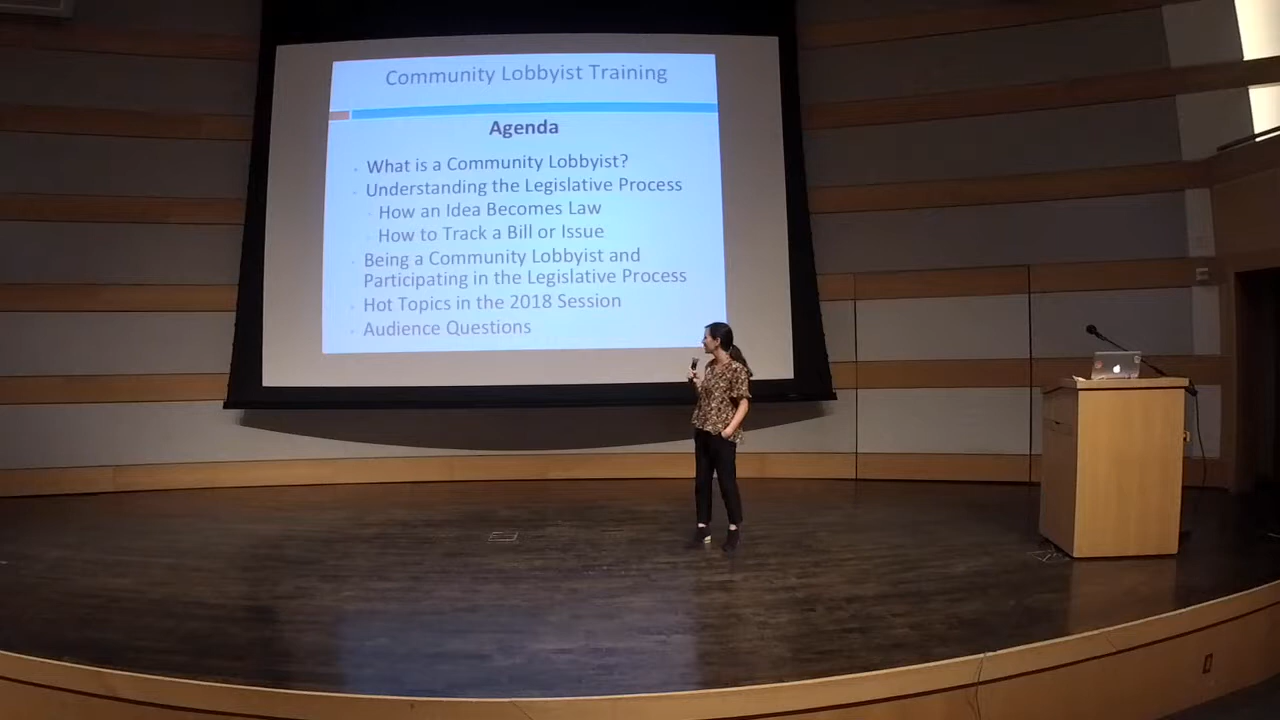 Community Lobbyist Training
Agenda
What is a Community Lobbyist?
Understanding the Legislative Process
How an Idea Becomes Law
How to Track a Bill or Issue
Being a Community Lobbyist and
Participating in the Legislative Process
Hot Topics in the 2018 Session
Audience Questions